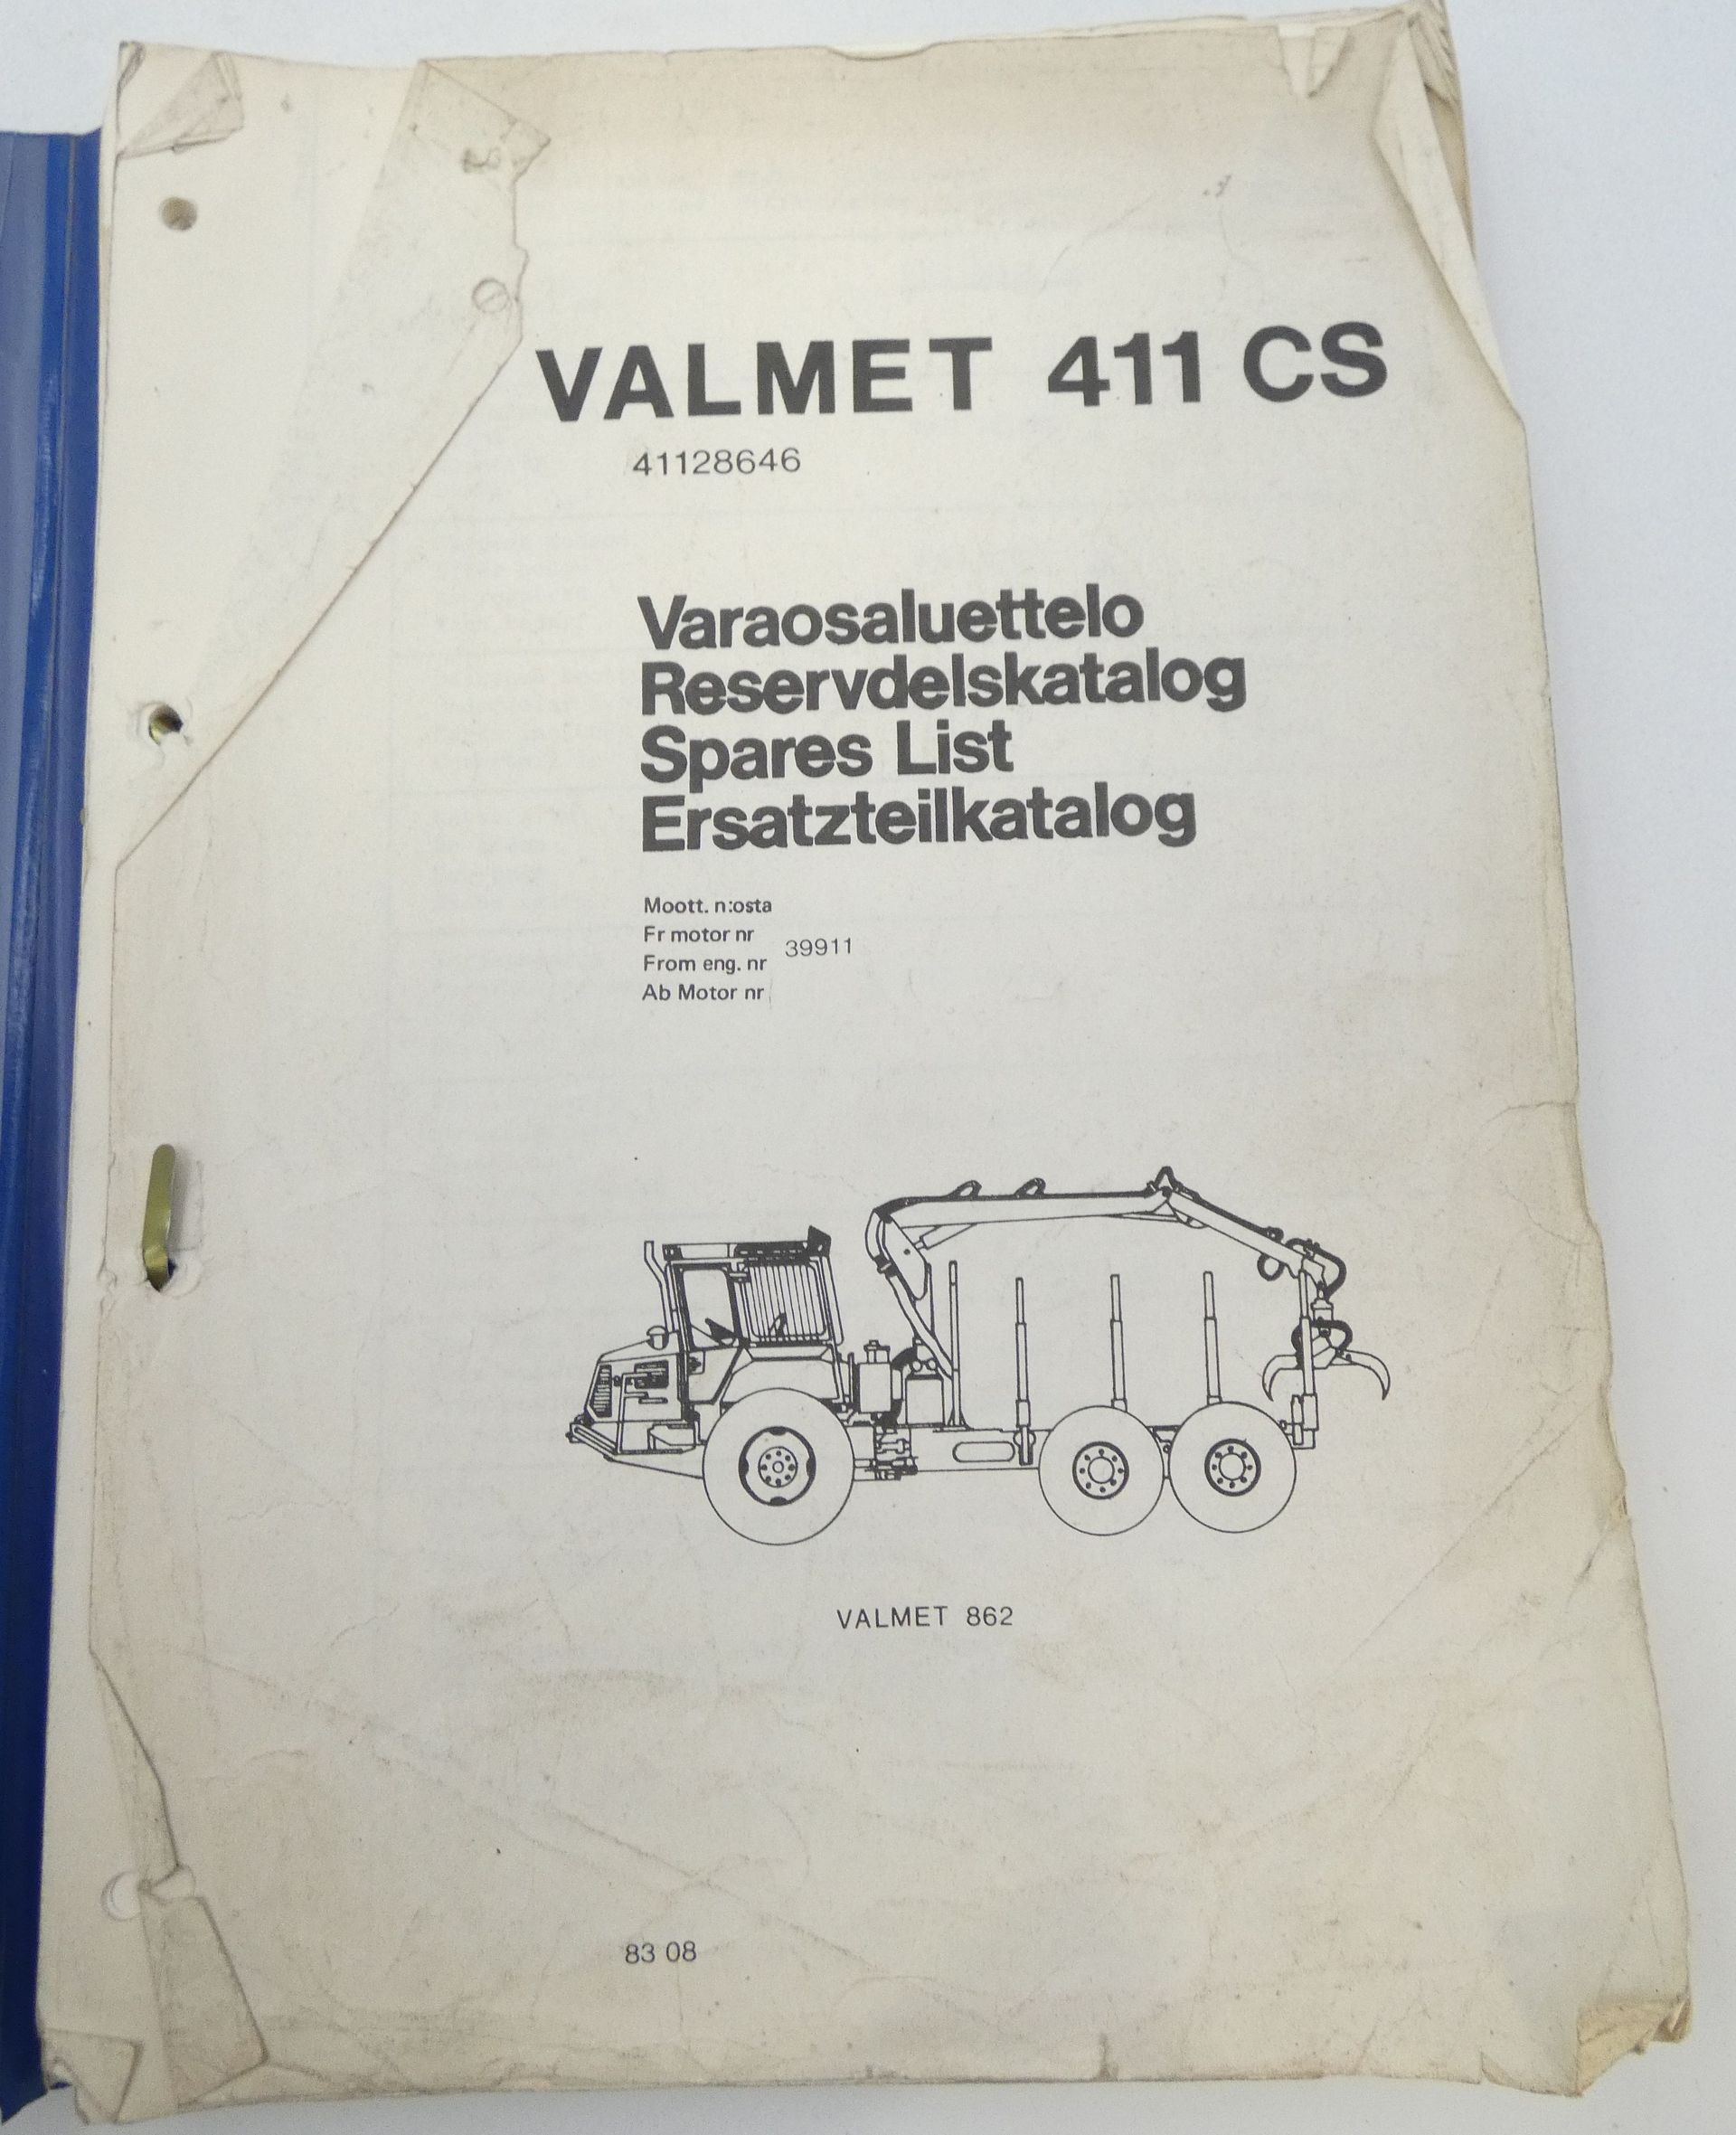 VALMET 411 CS
41128646
Varaosaluettelo
Reservdelskatalog
Spares List
Ersatzteilkatalog
Moott. n:osta
Fr motor nr
39911
From eng. nr
Ab Motor nr
VALMET 862
83 08